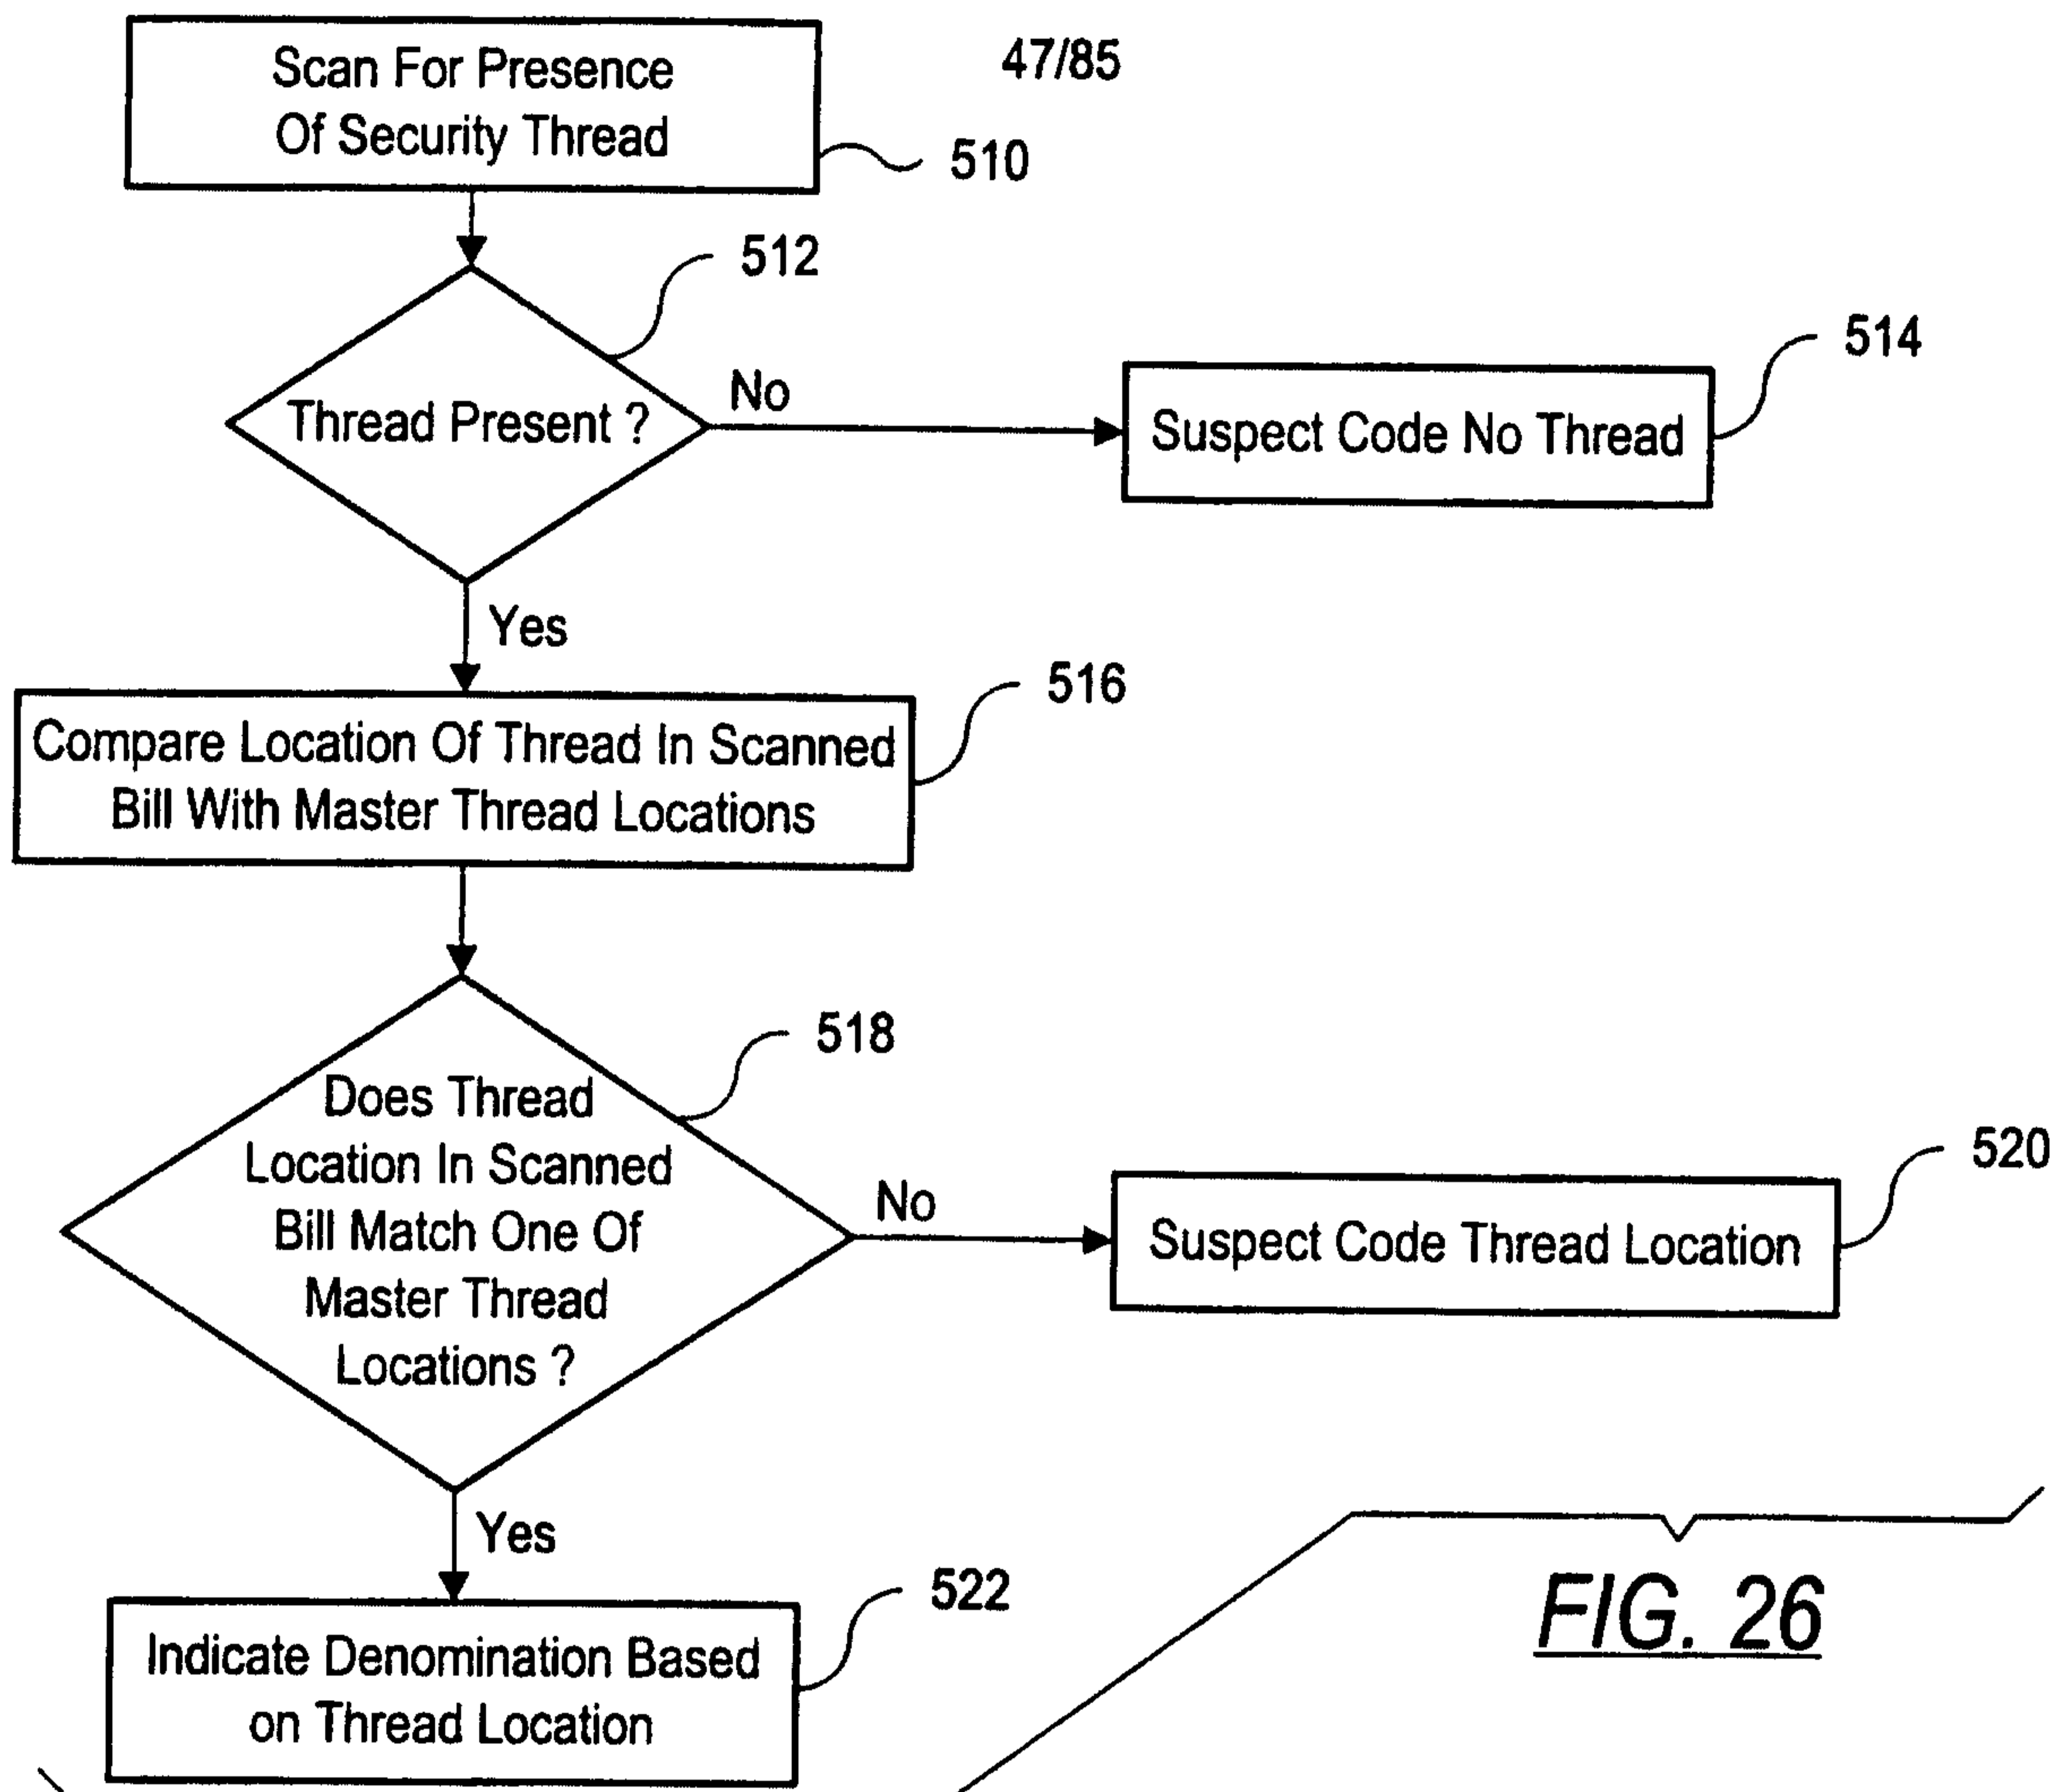 47/85
Scan For Presence
Of Security Thread
510
512
Thread Present ?
No
Suspect Code No Thread
514
Yes
516
Compare Location Of Thread In Scanned
Bill With Master Thread Locations
518
Does Thread
Location In Scanned
Bill Match One Of
Master Thread
Locations ?
No
Suspect Code Thread Location
520
Yes
522
Indicate Denomination Based
on Thread Location
FIG. 26